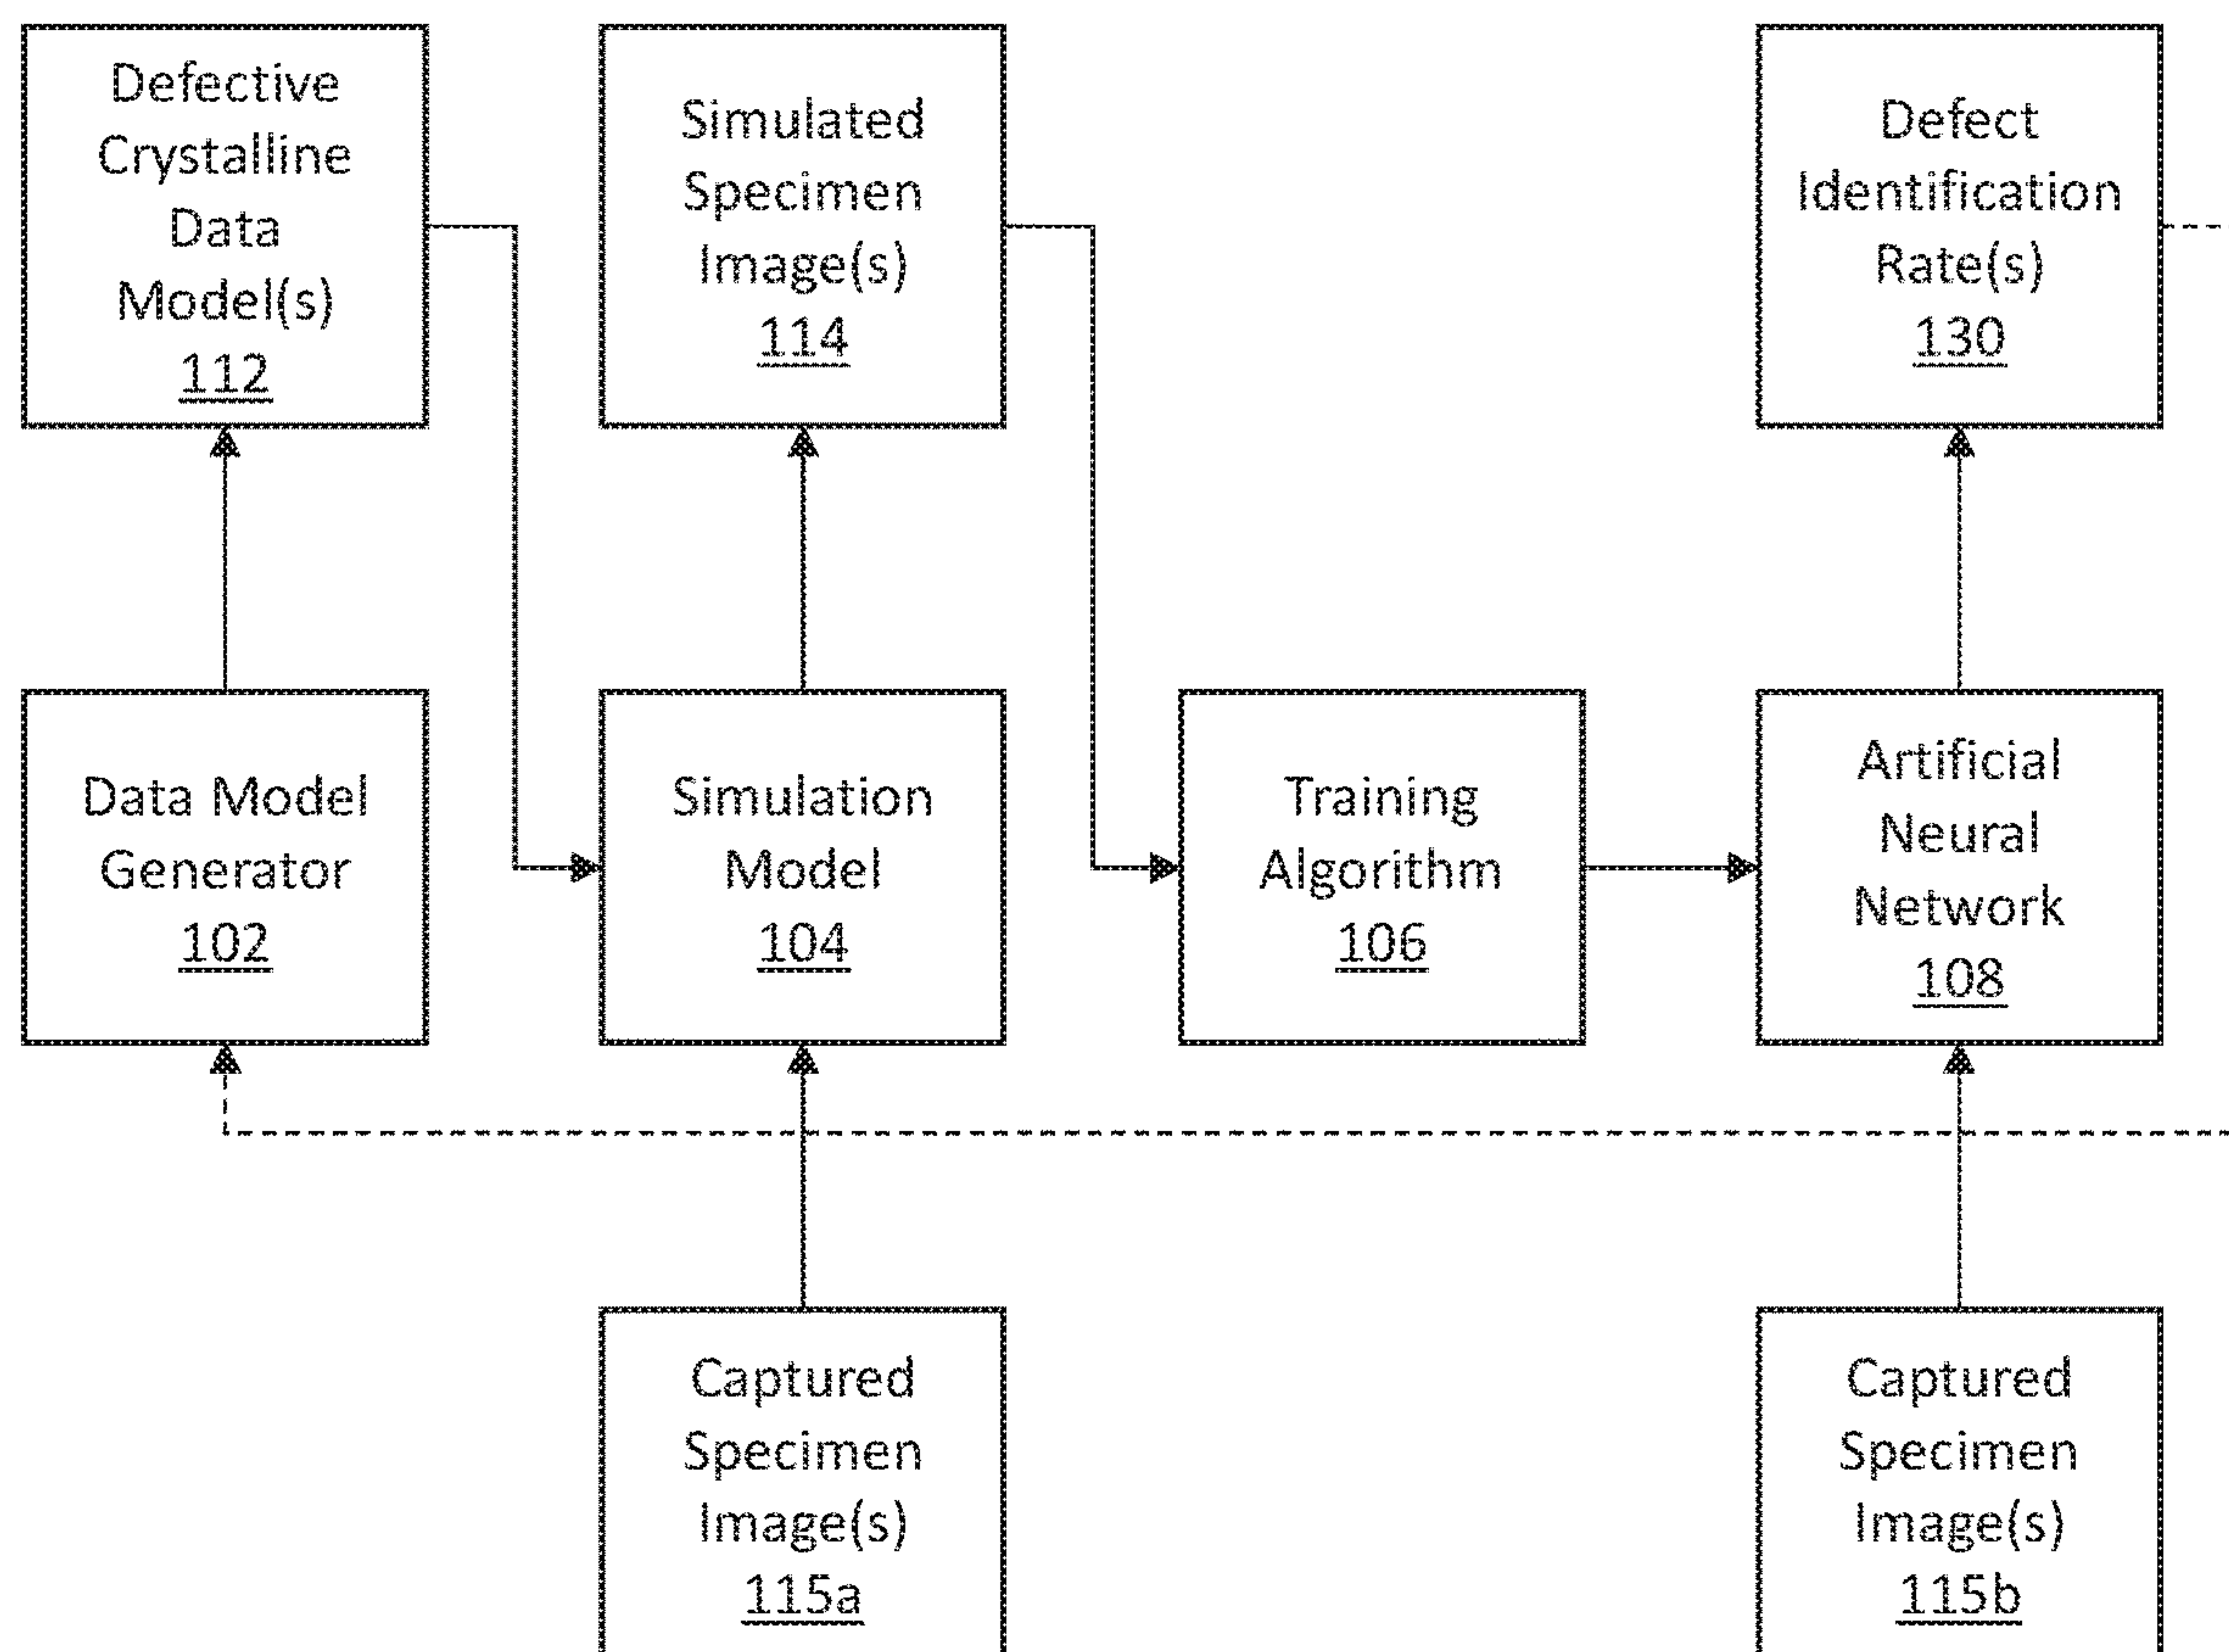 Defective
Crystalline
Data
Model(s)
112
Simulated
Specimen
Image(s)
114
Defect
Identification
Rate(s)
130
Data Model
Generator
102
Simulation
Model
104
Training
Algorithm
106
Artificial
Neural
Network
108
Captured
Specimen
Image(s)
115a
Captured
Specimen
Image(s)
115b